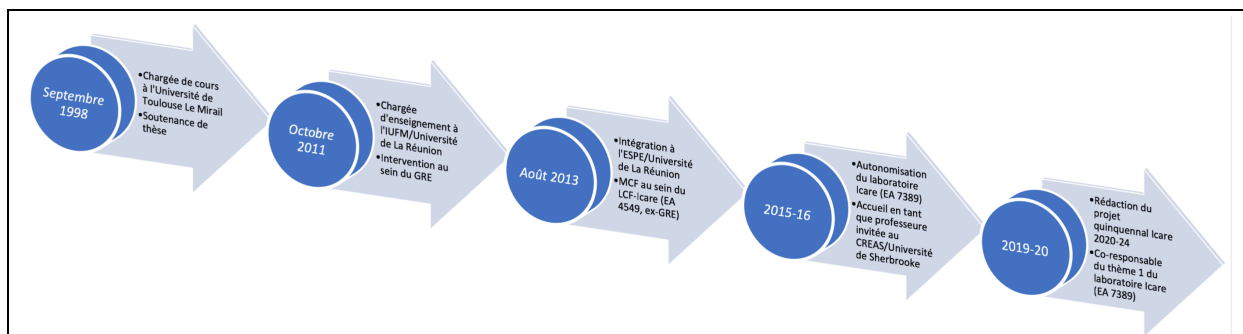 Septembre
1998
•Chargée de cours
à l'Université de
Toulouse Le Mirail
•Soutenance de
thèse
Octobre
2011
•Chargée
d'enseignement à
l'IUFM/Université
de La Réunion
•Intervention au
sein du GRE
Août 2013
•Intégration à
l'ESPE/Université
de La Réunion
•MCF au sein du
LCF-Icare (EA
4549, ex-GRE)
2015-16
•Autonomisation
du laboratoire
Icare (EA 7389)
•Accueil en tant
que professeure
invitée au
CREAS/Université
de Sherbrooke
2019-20
•Rédaction du
projet
quinquennal Icare
2020-24
•Co-responsable
du thème 1 du
laboratoire Icare
(EA 7389)